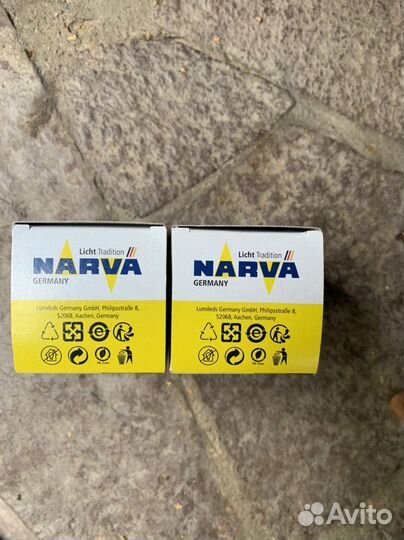 Licht Tradition
NARVA
GERMANY
Lumileds Germany GmbH, Philipsstraße 8,
52068, Aachen, Germany
Licht Tradition
NARVA
GERMANY
Lumileds Germany GmbH, Philipsstraße 8,
52068, Aachen, Germany
Avito